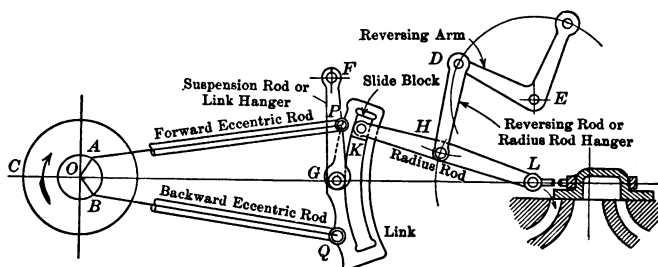 F
D
Reversing Arm
E
Suspension Rod or
Link Hanger
Slide Block
P
A
Forward Eccentric Rod
K
H
Reversing Rod or
Radius Rod Hanger
C
O
G
Radius Rod
L
B
Backward Eccentric Rod
Link
Q